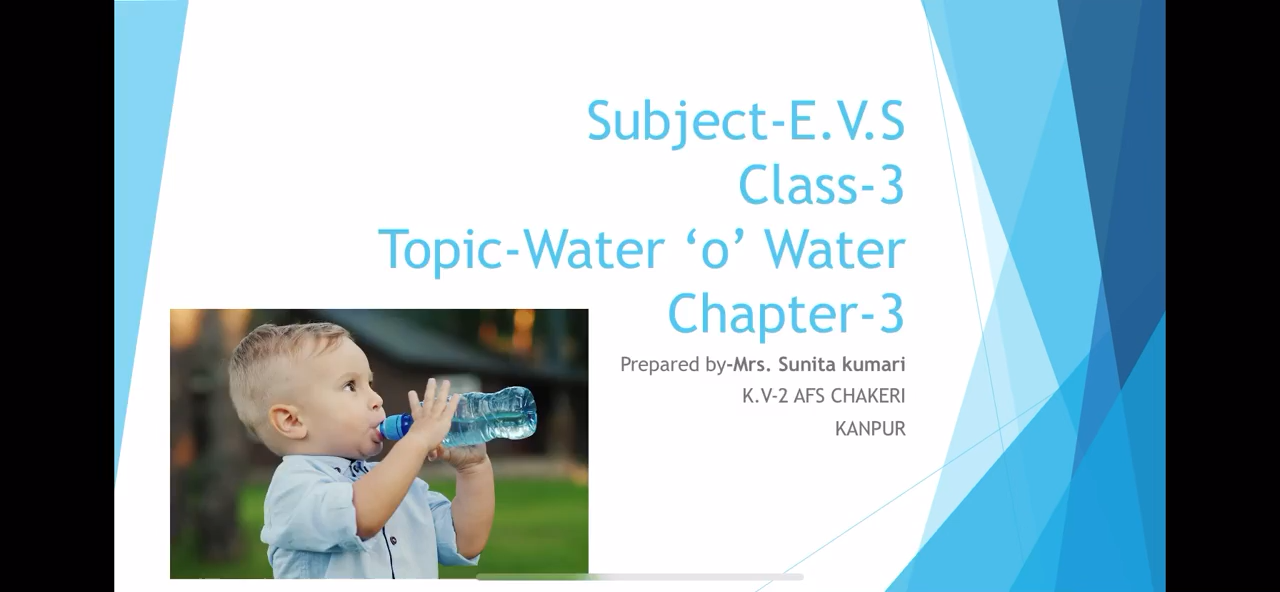 Subject-E.V.S
Class-3
Topic-Water ‘o’ Water
Chapter-3
Prepared by-Mrs. Sunita kumari
K.V-2 AFS CHAKERI
KANPUR